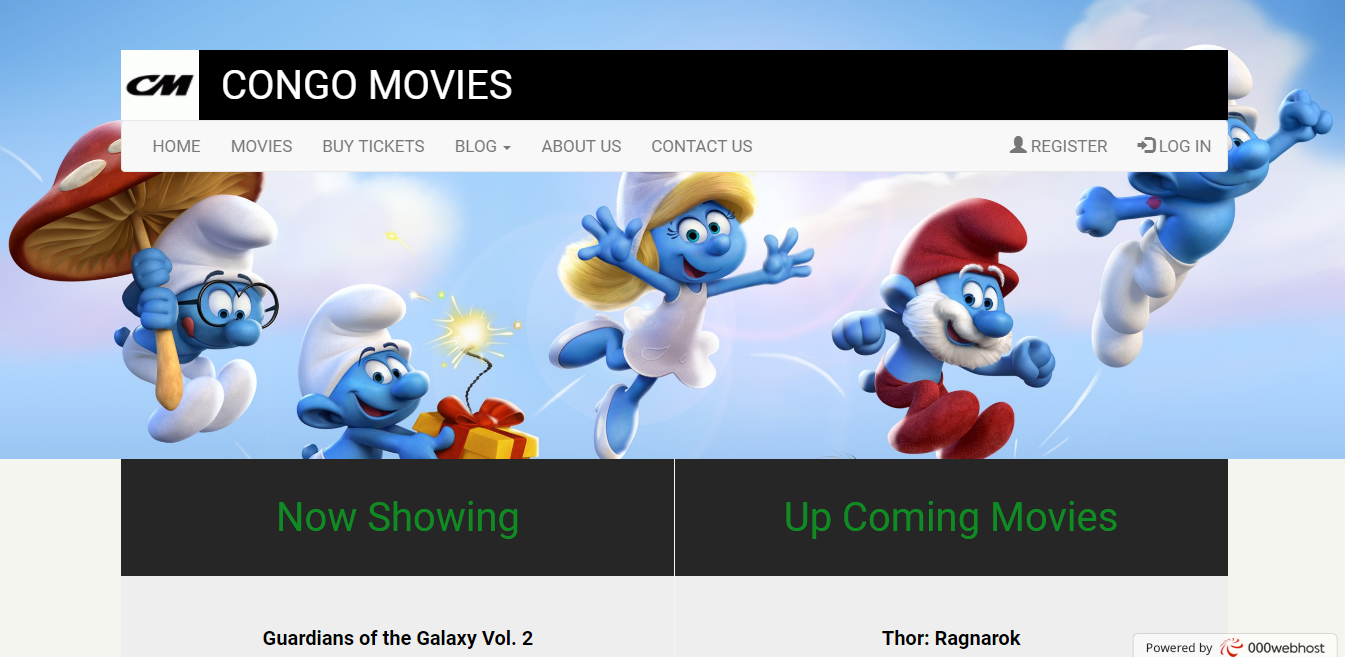 CM
CONGO MOVIES
HOME MOVIES BUY TICKETS BLOG ABOUT US CONTACT US REGISTER LOG IN
Now Showing
Up Coming Movies
Guardians of the Galaxy Vol. 2
Thor: Ragnarok
Powered by 000webhost